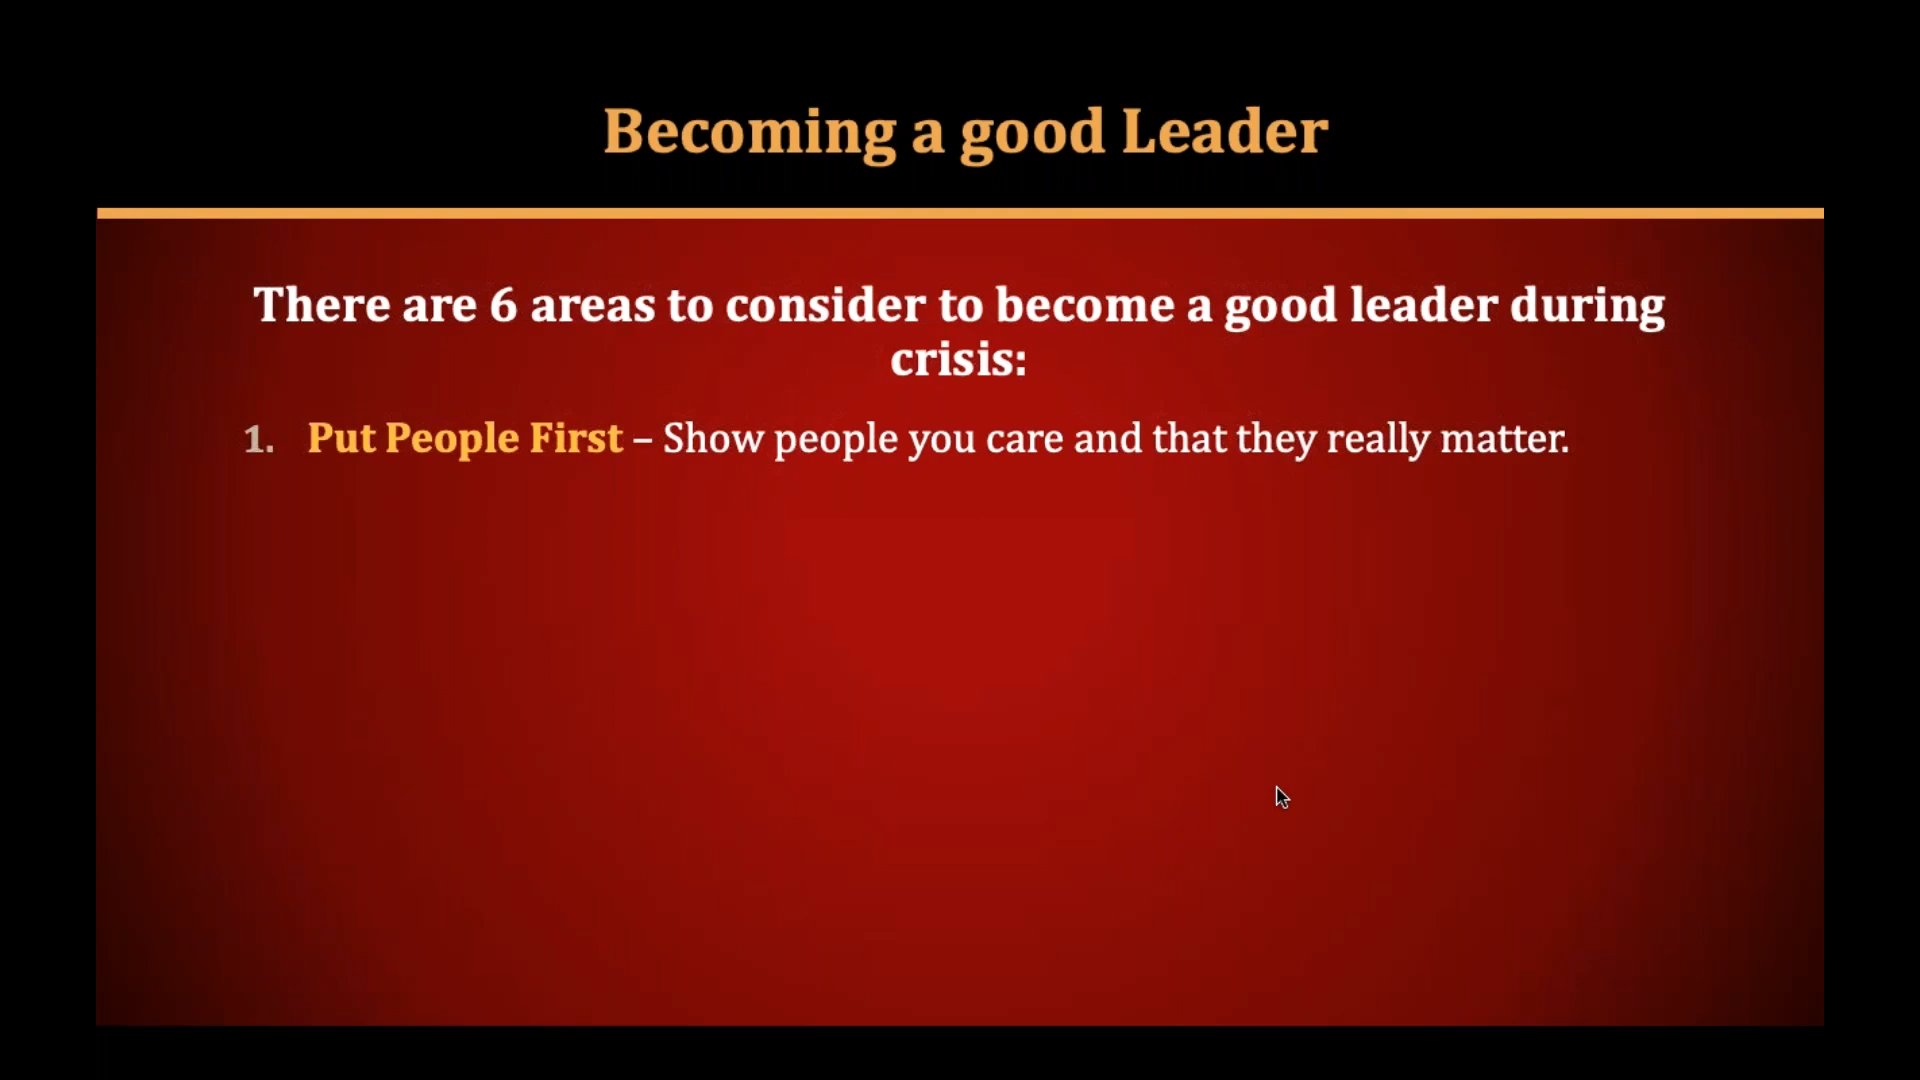 Becoming a good Leader
There are 6 areas to consider to become a good leader during
crisis:
1. Put People First – Show people you care and that they really matter.